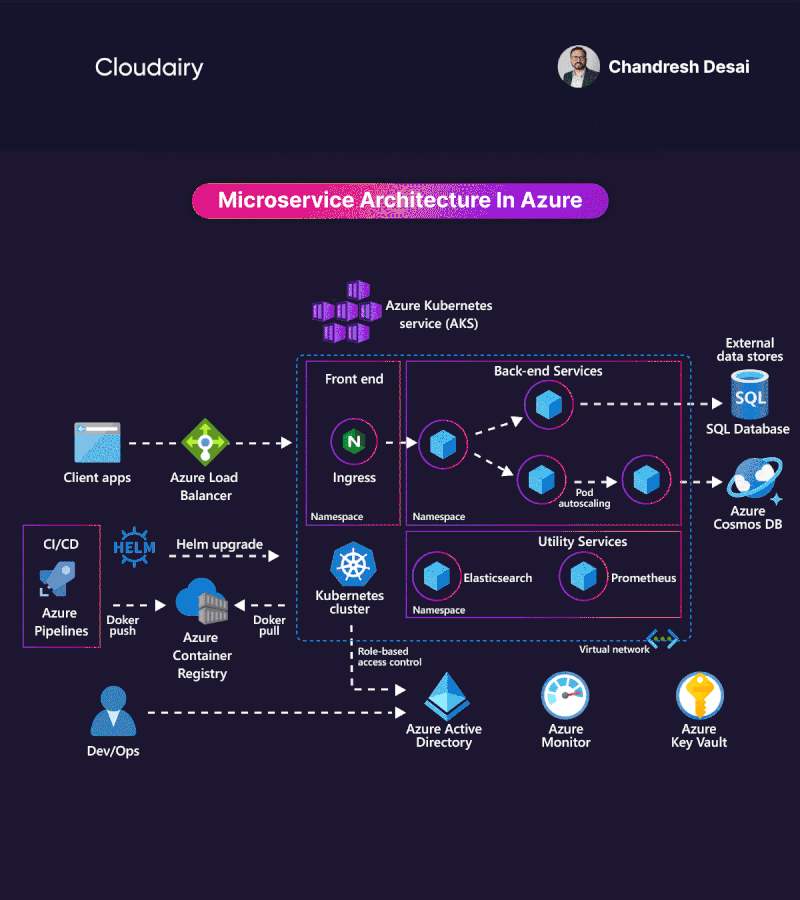 Cloudairy
Chandresh Desai
Microservice Architecture In Azure
Azure Kubernetes
service (AKS)
External
data stores
Front end
Back-end Services
SQL
SQL Database
N
Client apps
Azure Load
Balancer
Ingress
Pod
autoscaling
Namespace
Namespace
Azure
Cosmos DB
CI/CD
HELM
Helm upgrade
Utility Services
Azure
Pipelines
Kubernetes
cluster
Elasticsearch
Prometheus
Namespace
Doker
push
Azure
Container
Registry
Doker
pull
Role-based
access control
Virtual network
Dev/Ops
Azure Active
Directory
Azure
Monitor
Azure
Key Vault